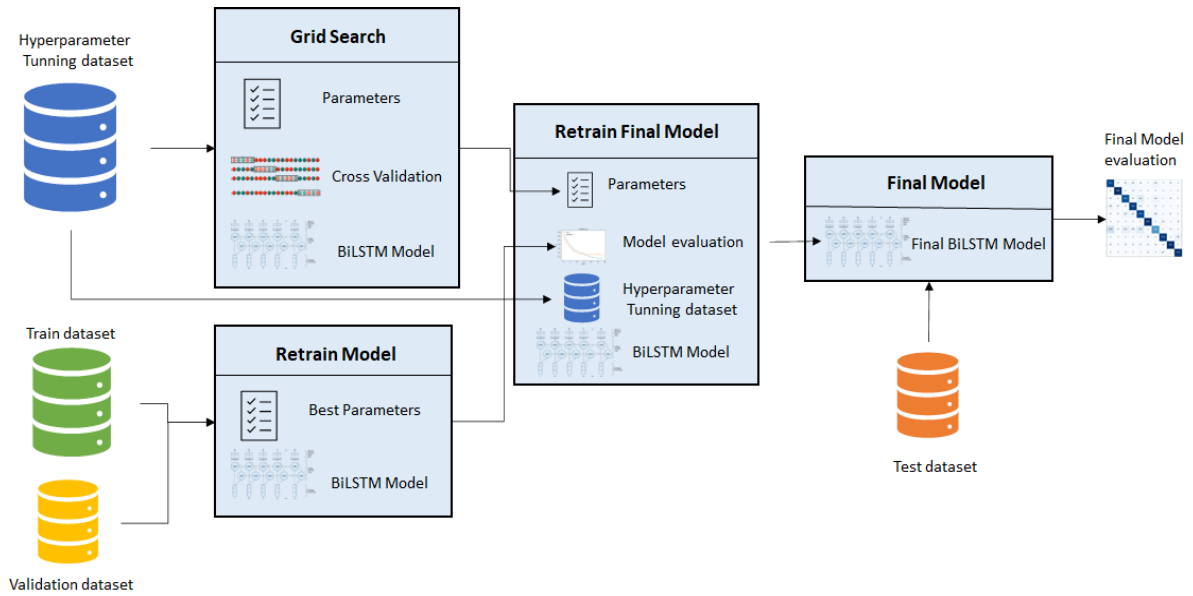 Hyperparameter
Tunning dataset
Grid Search
Parameters
Cross Validation
BiLSTM Model
Train dataset
Validation dataset
Retrain Model
Best Parameters
BiLSTM Model
Retrain Final Model
Parameters
Model evaluation
Hyperparameter
Tunning dataset
BiLSTM Model
Final Model
Final BiLSTM Model
Test dataset
Final Model
evaluation